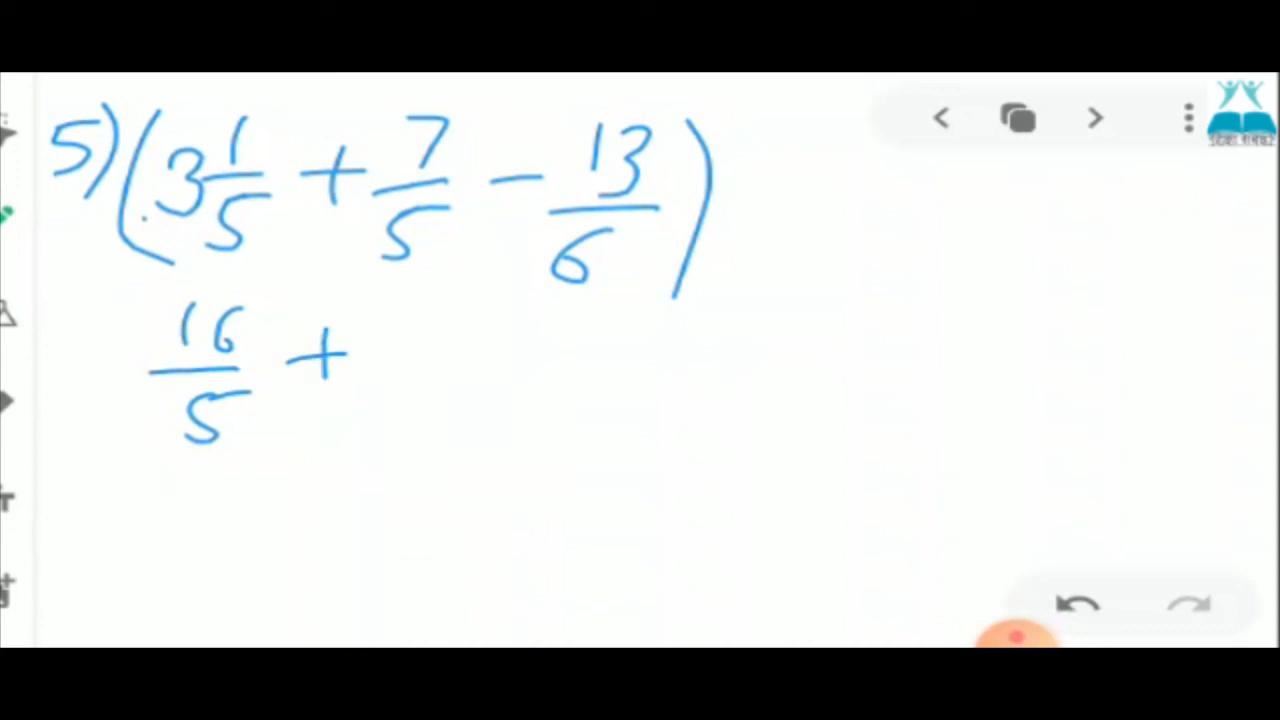 5) (3 1/5 + 7/5 - 13/6)
16/5 +